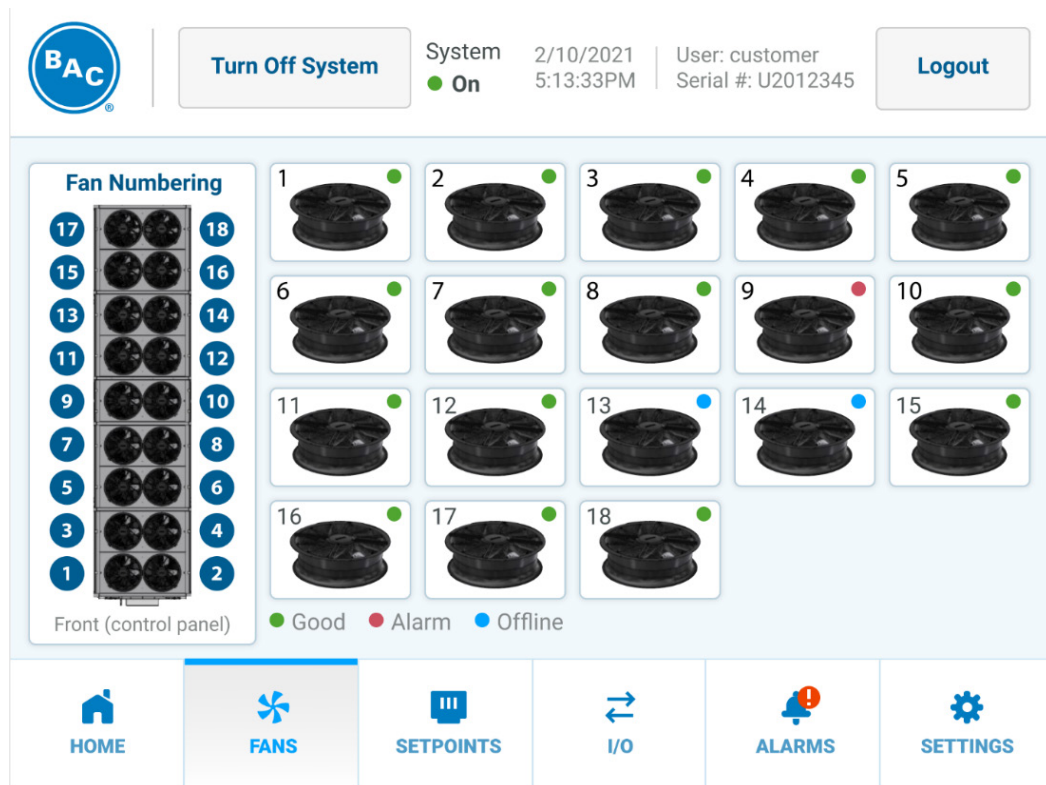 BAC
®
Turn Off System
System
On
2/10/2021
5:13:33PM
User: customer
Serial #: U2012345
Logout
Fan Numbering
17 18
15 16
13 14
11 12
9 10
7 8
5 6
3 4
1 2
Front (control panel)
1 2 3 4 5
6 7 8 9 10
11 12 13 14 15
16 17 18
Good Alarm Offline
HOME FANS SETPOINTS I/O ALARMS SETTINGS